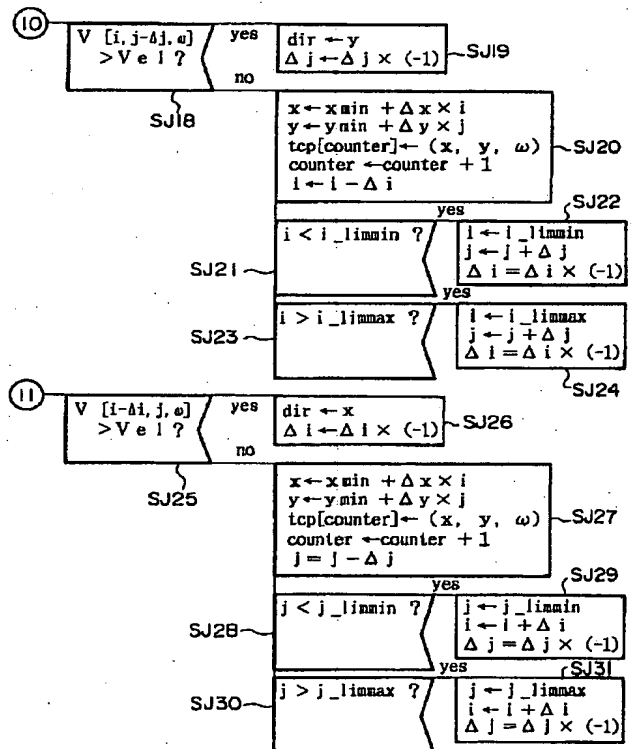 10
V [i, j-Δj, ω]
> V e l ?
yes
no
SJ18
dir ← y
Δ j ← Δ j × (-1)
SJ19
x ← x min + Δ x × i
y ← y min + Δ y × j
tcp[counter] ← (x, y, ω)
counter ← counter + 1
i ← i - Δ i
SJ20
yes
i < i _limmin ?
SJ21
SJ22
i ← i_limmin
j ← j + Δ j
Δ i = Δ i × (-1)
yes
i > i _limmax ?
SJ23
i ← i_limmax
j ← j + Δ j
Δ i = Δ i × (-1)
SJ24
11
V [i-Δi, j, ω]
> V e l ?
yes
no
SJ25
dir ← x
Δ i ← Δ i × (-1)
SJ26
x ← x min + Δ x × i
y ← y min + Δ y × j
tcp[counter] ← (x, y, ω)
counter ← counter + 1
j = j - Δ j
SJ27
yes
j < j_limmin ?
SJ28
SJ29
j ← j_limmin
i ← i + Δ i
Δ j = Δ j × (-1)
yes
j > j_limmax ?
SJ30
SJ31
j ← j_limmax
i ← i + Δ i
Δ j = Δ j × (-1)